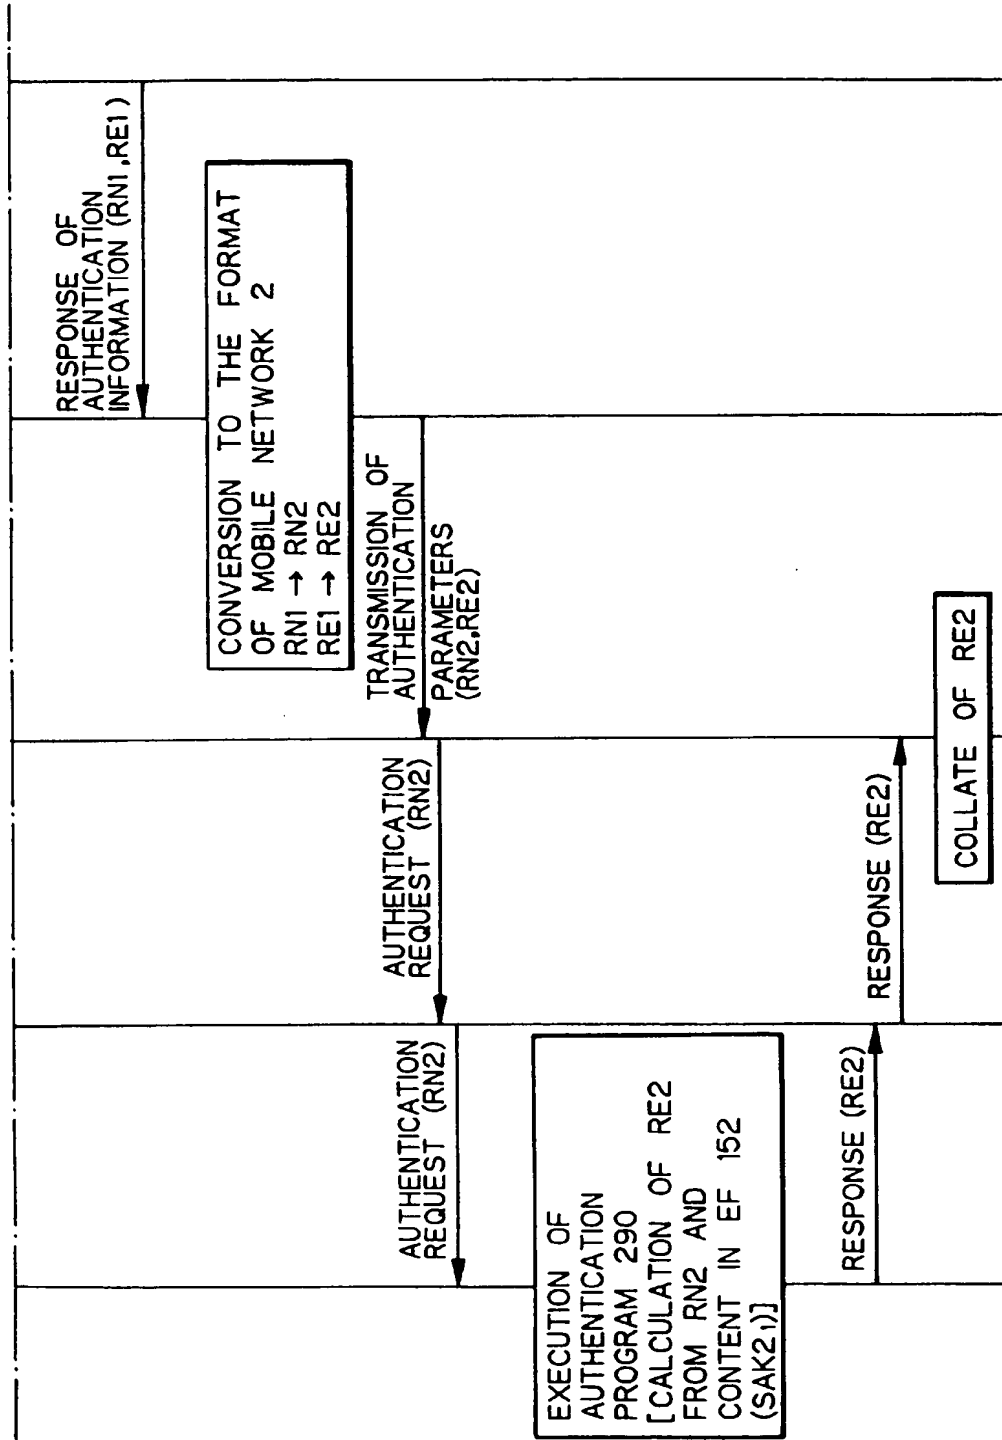 RESPONSE OF
AUTHENTICATION
INFORMATION (RN1,RE1)
CONVERSION TO THE FORMAT
OF MOBILE NETWORK 2
RN1 → RN2
RE1 → RE2
TRANSMISSION OF
AUTHENTICATION
PARAMETERS
(RN2,RE2)
AUTHENTICATION
REQUEST (RN2)
AUTHENTICATION
REQUEST (RN2)
EXECUTION OF
AUTHENTICATION
PROGRAM 290
[CALCULATION OF RE2
FROM RN2 AND
CONTENT IN EF 152
(SAK2₁)]
RESPONSE (RE2)
RESPONSE (RE2)
COLLATE OF RE2